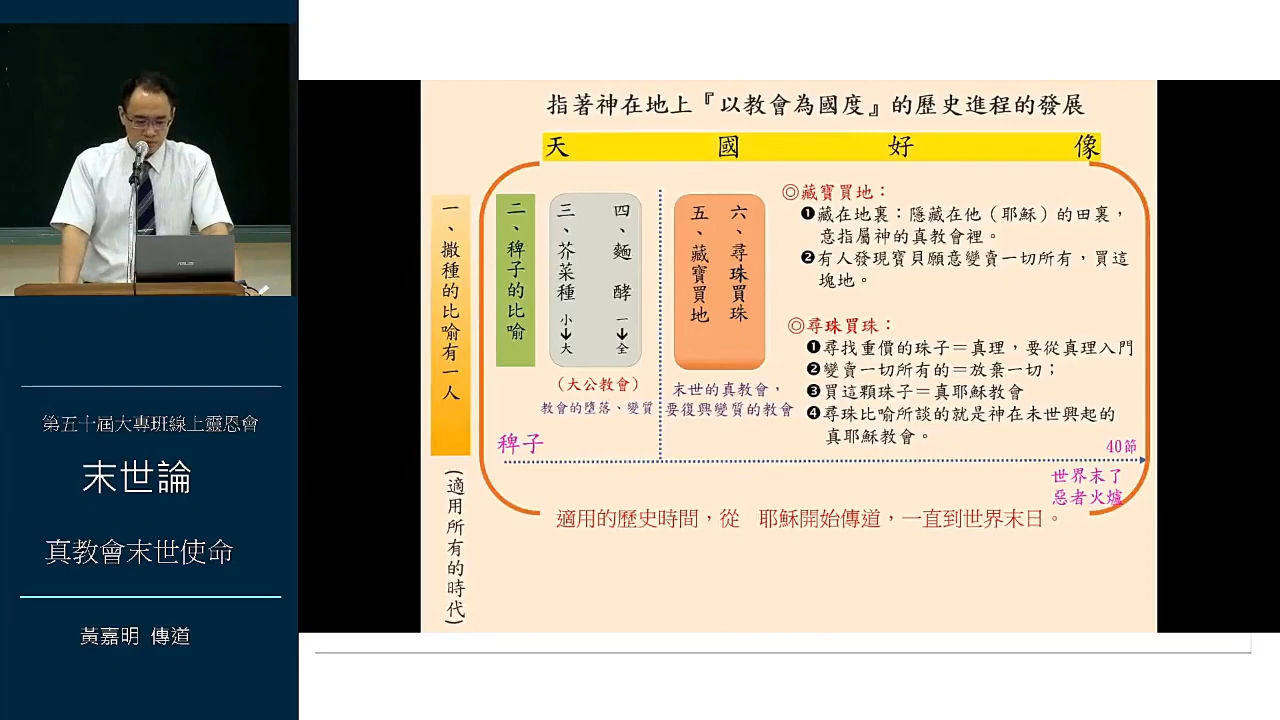 第五十屆大專班線上靈恩會
末世論
真教會末世使命
黃嘉明 傳道
指著神在地上『以教會為國度』的歷史進程的發展
天國好像
一、撒種的比喻有一人
(適用所有的時代)
二、稗子的比喻
三、芥菜種 小→大
四、麵酵 一→全
(大公教會)
教會的墮落、變質
稗子
五、藏寶買地
六、尋珠買珠
末世的真教會，
要復興變質的教會
◎藏寶買地：
❶藏在地裏：隱藏在他（耶穌）的田裏，
意指屬神的真教會裡。
❷有人發現寶貝願意變賣一切所有，買這
塊地。
◎尋珠買珠：
❶尋找重價的珠子＝真理，要從真理入門
❷變賣一切所有的＝放棄一切；
❸買這顆珠子＝真耶穌教會
❹尋珠比喻所談的就是神在末世興起的
真耶穌教會。
40節
世界末了
惡者火爐
適用的歷史時間，從 耶穌開始傳道，一直到世界末日。
ASUS